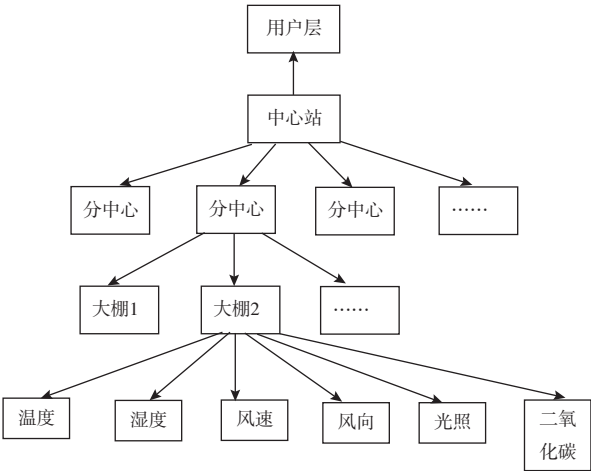 用户层
中心站
分中心
分中心
分中心
……
大棚1
大棚2
……
温度
湿度
风速
风向
光照
二氧
化碳